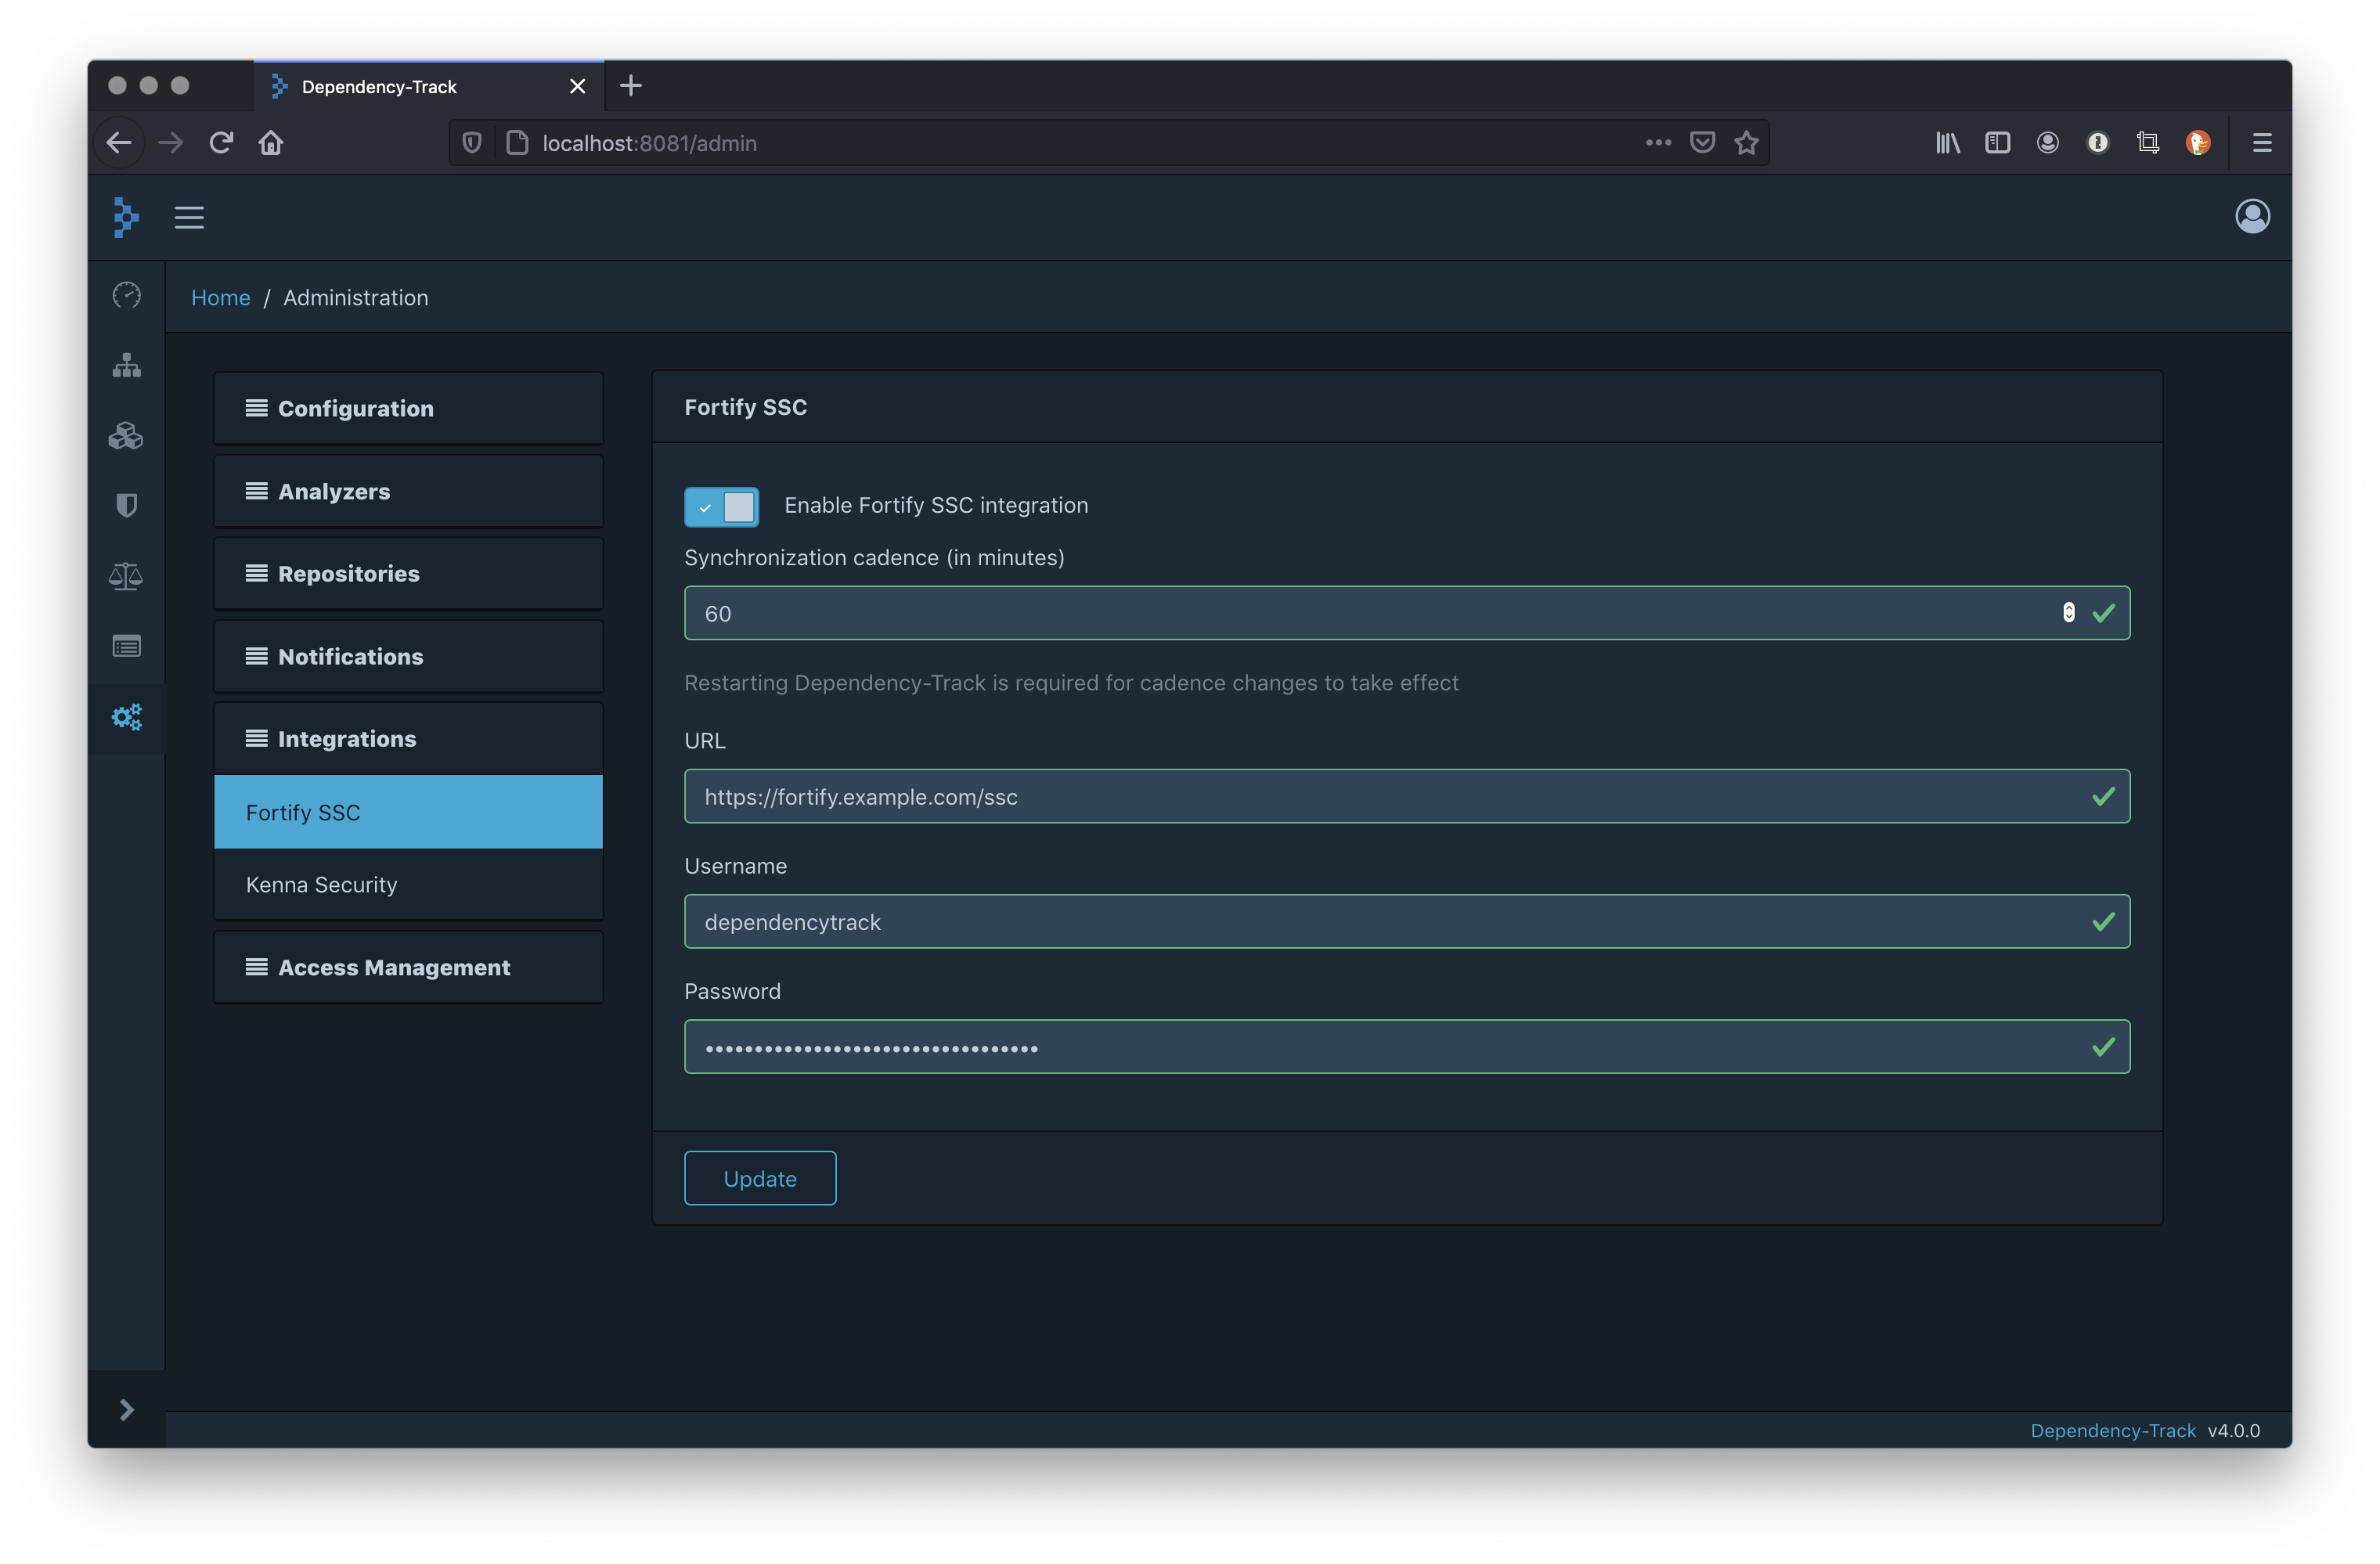 Dependency-Track
localhost:8081/admin
Home / Administration
Configuration
Analyzers
Repositories
Notifications
Integrations
Fortify SSC
Kenna Security
Access Management
Fortify SSC
Enable Fortify SSC integration
Synchronization cadence (in minutes)
60
Restarting Dependency-Track is required for cadence changes to take effect
URL
https://fortify.example.com/ssc
Username
dependencytrack
Password
••••••••••••••••••••••••••••••••••
Update
Dependency-Track v4.0.0